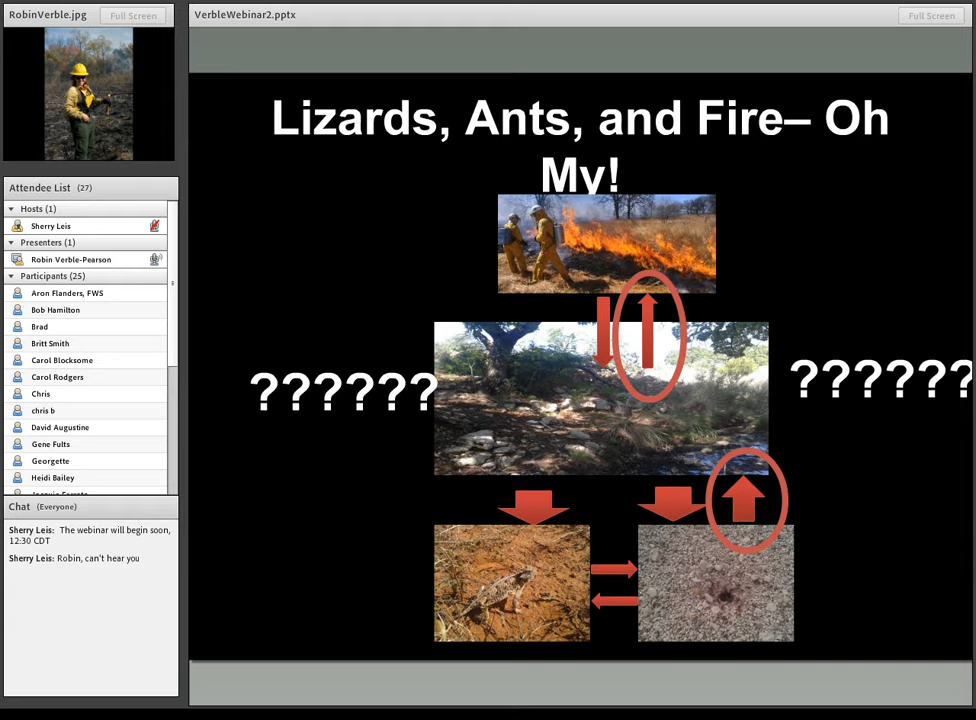 RobinVerble.jpg
Full Screen
VerbleWebinar2.pptx
Full Screen
Attendee List (27)
Hosts (1)
Sherry Leis
Presenters (1)
Robin Verble-Pearson
Participants (25)
Aron Flanders, FWS
Bob Hamilton
Brad
Britt Smith
Carol Blocksome
Carol Rodgers
Chris
chris b
David Augustine
Gene Fults
Georgette
Heidi Bailey
Chat (Everyone)
Sherry Leis: The webinar will begin soon,
12:30 CDT
Sherry Leis: Robin, can't hear you
Lizards, Ants, and Fire– Oh
My!
??????
??????